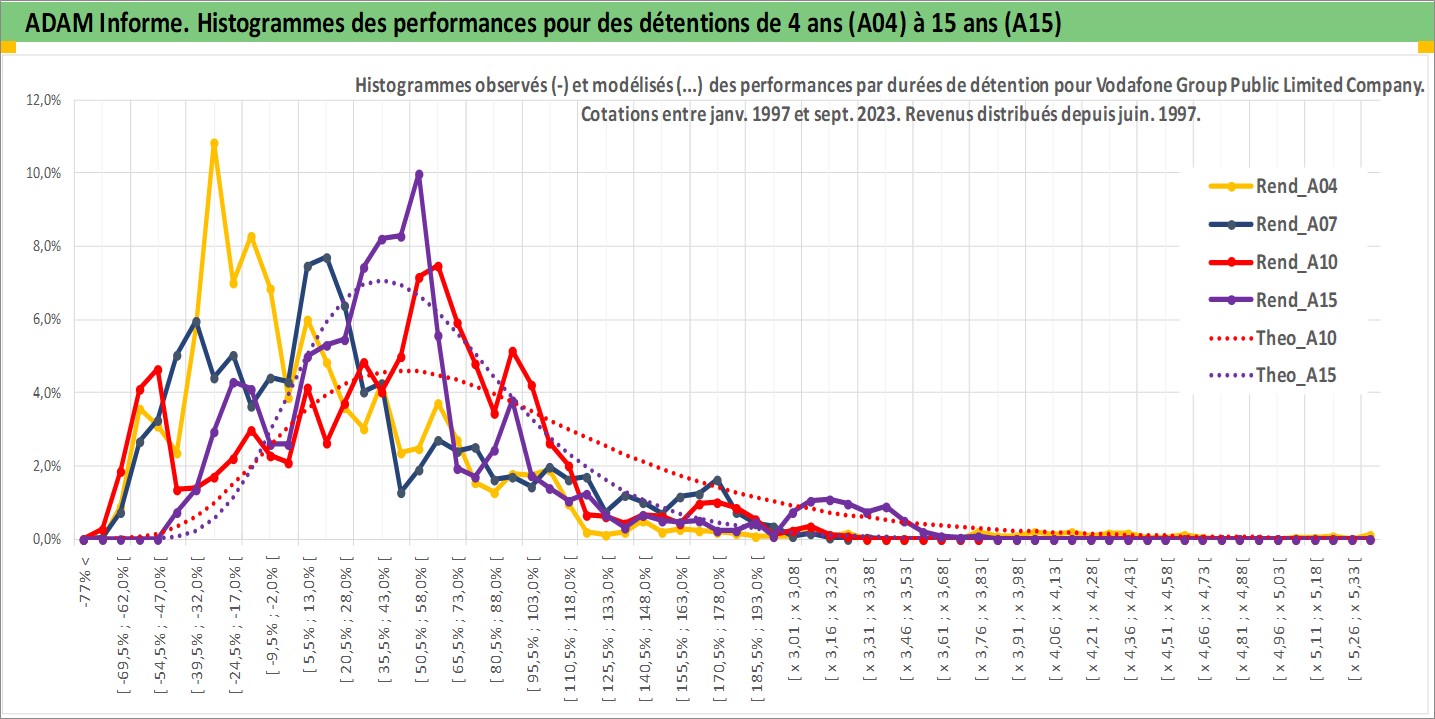 ADAM Informe. Histogrammes des performances pour des détentions de 4 ans (A04) à 15 ans (A15)
Histogrammes observés (-) et modélisés (...) des performances par durées de détention pour Vodafone Group Public Limited Company.
Cotations entre janv. 1997 et sept. 2023. Revenus distribués depuis juin. 1997.
12,0%
10,0%
8,0%
6,0%
4,0%
2,0%
0,0%
Rend_A04
Rend_A07
Rend_A10
Rend_A15
Theo_A10
Theo_A15
-77% <
[ -69,5% ; -62,0% [
[ -54,5% ; -47,0% [
[ -39,5% ; -32,0% [
[ -24,5% ; -17,0% [
[ -9,5% ; -2,0% [
[ 5,5% ; 13,0% [
[ 20,5% ; 28,0% [
[ 35,5% ; 43,0% [
[ 50,5% ; 58,0% [
[ 65,5% ; 73,0% [
[ 80,5% ; 88,0% [
[ 95,5% ; 103,0% [
[ 110,5% ; 118,0% [
[ 125,5% ; 133,0% [
[ 140,5% ; 148,0% [
[ 155,5% ; 163,0% [
[ 170,5% ; 178,0% [
[ 185,5% ; 193,0% [
[ x 3,01 ; x 3,08 [
[ x 3,16 ; x 3,23 [
[ x 3,31 ; x 3,38 [
[ x 3,46 ; x 3,53 [
[ x 3,61 ; x 3,68 [
[ x 3,76 ; x 3,83 [
[ x 3,91 ; x 3,98 [
[ x 4,06 ; x 4,13 [
[ x 4,21 ; x 4,28 [
[ x 4,36 ; x 4,43 [
[ x 4,51 ; x 4,58 [
[ x 4,66 ; x 4,73 [
[ x 4,81 ; x 4,88 [
[ x 4,96 ; x 5,03 [
[ x 5,11 ; x 5,18 [
[ x 5,26 ; x 5,33 [